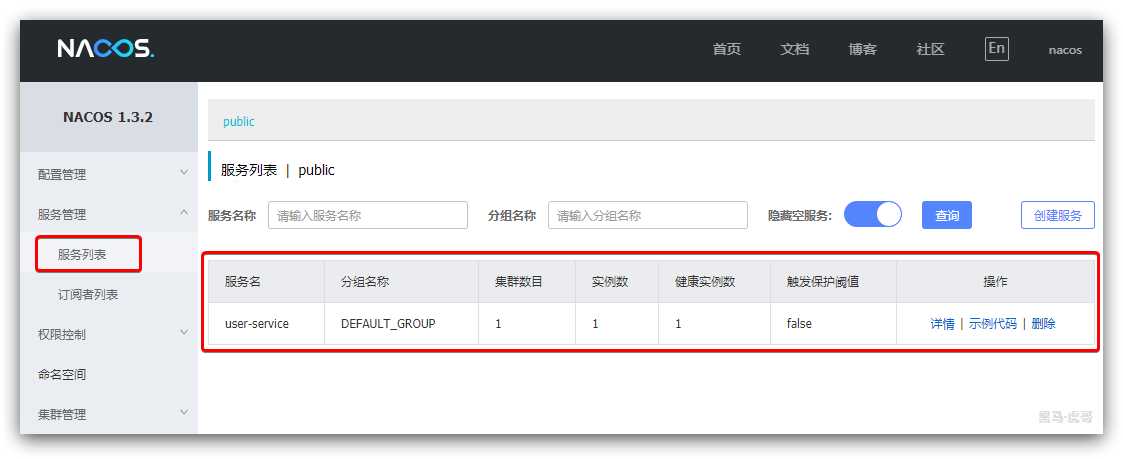 NACOS. 首页 文档 博客 社区 En nacos
NACOS 1.3.2
配置管理
服务管理
服务列表
订阅者列表
权限控制
命名空间
集群管理
public
服务列表 | public
服务名称 请输入服务名称 分组名称 请输入分组名称 隐藏空服务: 查询 创建服务
服务名 分组名称 集群数目 实例数 健康实例数 触发保护阈值 操作
user-service DEFAULT_GROUP 1 1 1 false 详情 | 示例代码 | 删除
黑马·虎哥